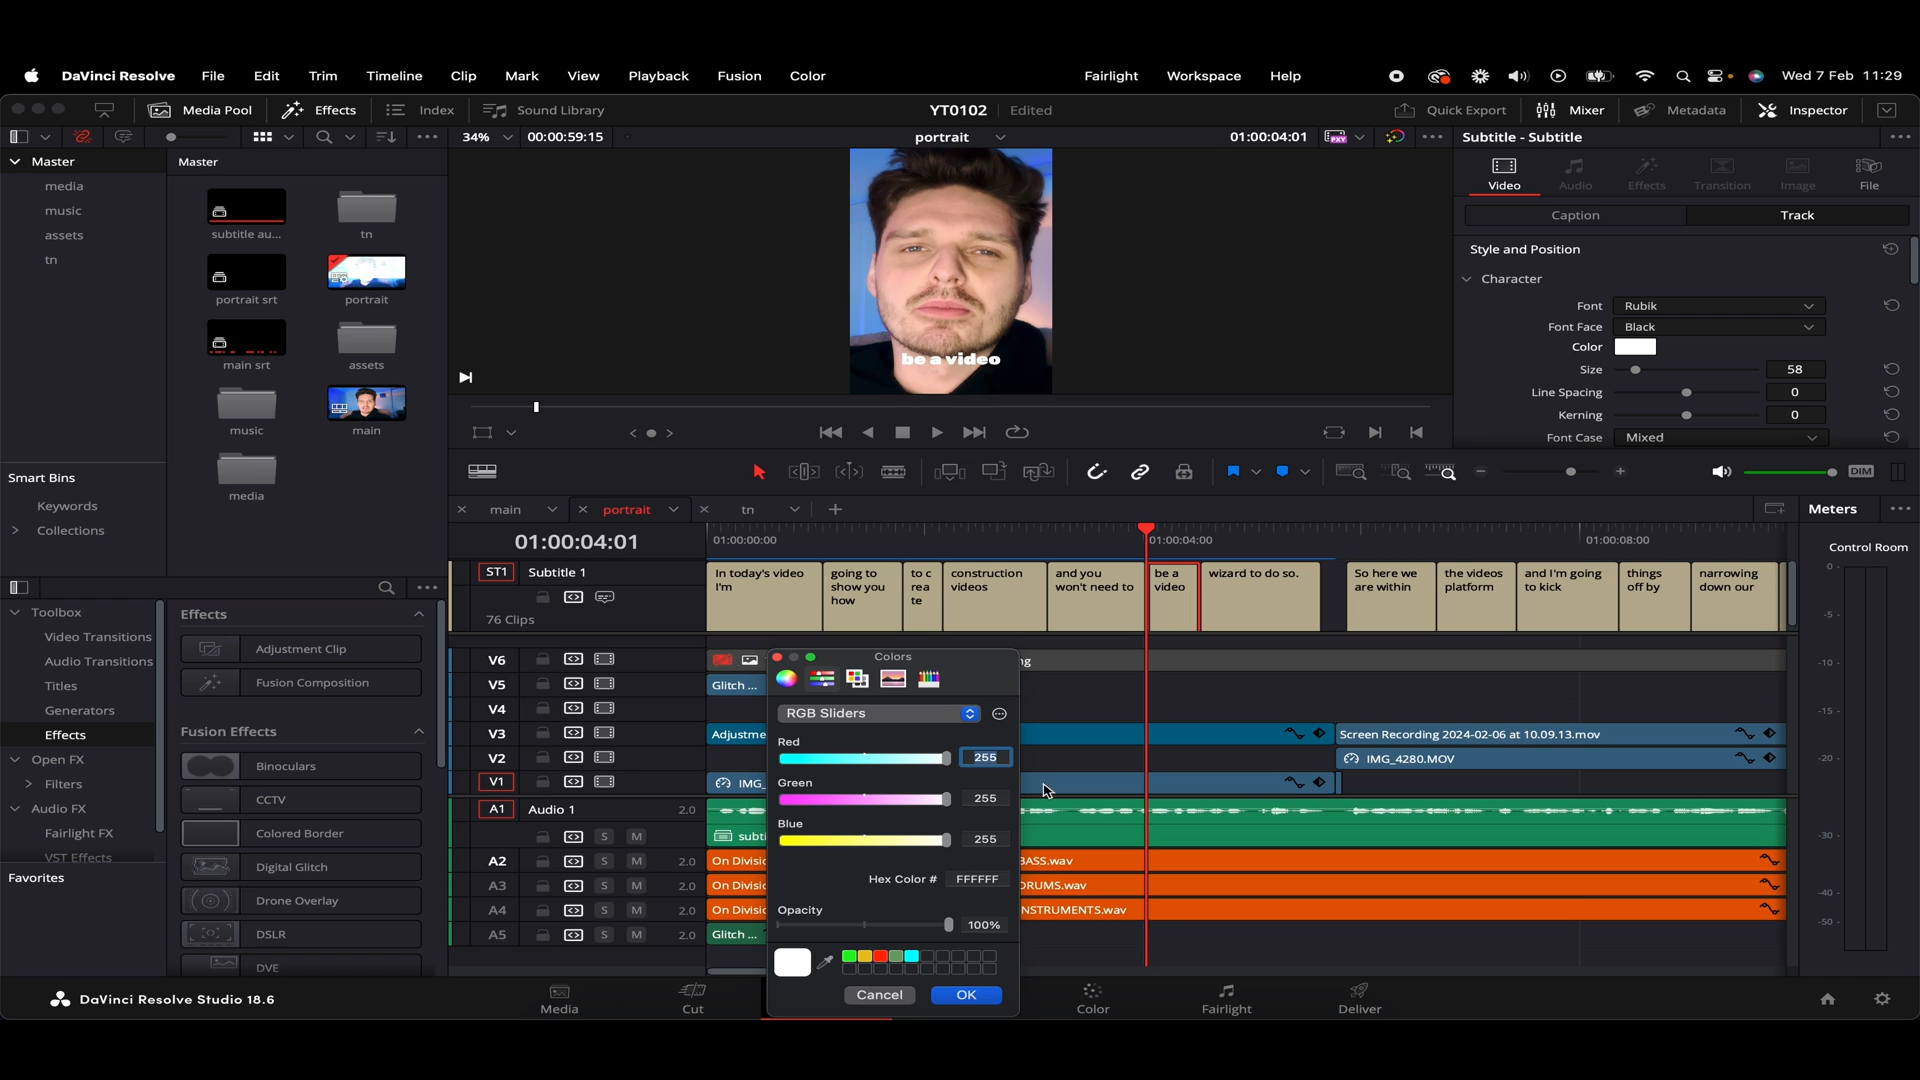 DaVinci Resolve File Edit Trim Timeline Clip Mark View Playback Fusion Color Fairlight Workspace Help Wed 7 Feb 11:29
Media Pool Effects Index Sound Library YT0102 Edited Quick Export Mixer Metadata Inspector
34% 00:00:59:15 portrait 01:00:04:01 PXY Subtitle - Subtitle
Master
media
music
assets
tn
Smart Bins
Keywords
Collections
Master
subtitle au...
tn
portrait srt
portrait
main srt
assets
music
main
media
be a video
Video Audio Effects Transition Image File
Caption Track
Style and Position
Character
Font Rubik
Font Face Black
Color
Size 58
Line Spacing 0
Kerning 0
Font Case Mixed
DIM
main portrait tn
Meters
01:00:04:01
01:00:00:00 01:00:04:00 01:00:08:00
Control Room
ST1 Subtitle 1
76 Clips
In today's video
I'm
going to
show you
how
to c
rea
te
construction
videos
and you
won't need to
be a
video
wizard to do so.
So here we
are within
the videos
platform
and I'm going
to kick
things
off by
narrowing
down our
V6 ng
V5 Glitch ...
V4
V3 Adjustme Screen Recording 2024-02-06 at 10.09.13.mov
V2 IMG_4280.MOV
V1 IMG_
A1 Audio 1 2.0
S M subti
A2 S M 2.0 On Divisio BASS.wav
A3 S M 2.0 On Divisio DRUMS.wav
A4 S M 2.0 On Divisio NSTRUMENTS.wav
A5 S M 2.0 Glitch ...
0
-5
-10
-15
-20
-30
-40
-50
Toolbox
Video Transitions
Audio Transitions
Titles
Generators
Effects
Open FX
Filters
Audio FX
Fairlight FX
VST Effects
Favorites
Effects
Adjustment Clip
Fusion Composition
Fusion Effects
Binoculars
CCTV
Colored Border
Digital Glitch
Drone Overlay
DSLR
DVE
Colors
RGB Sliders
Red
255
Green
255
Blue
255
Hex Color # FFFFFF
Opacity
100%
Cancel OK
DaVinci Resolve Studio 18.6
Media Cut Color Fairlight Deliver